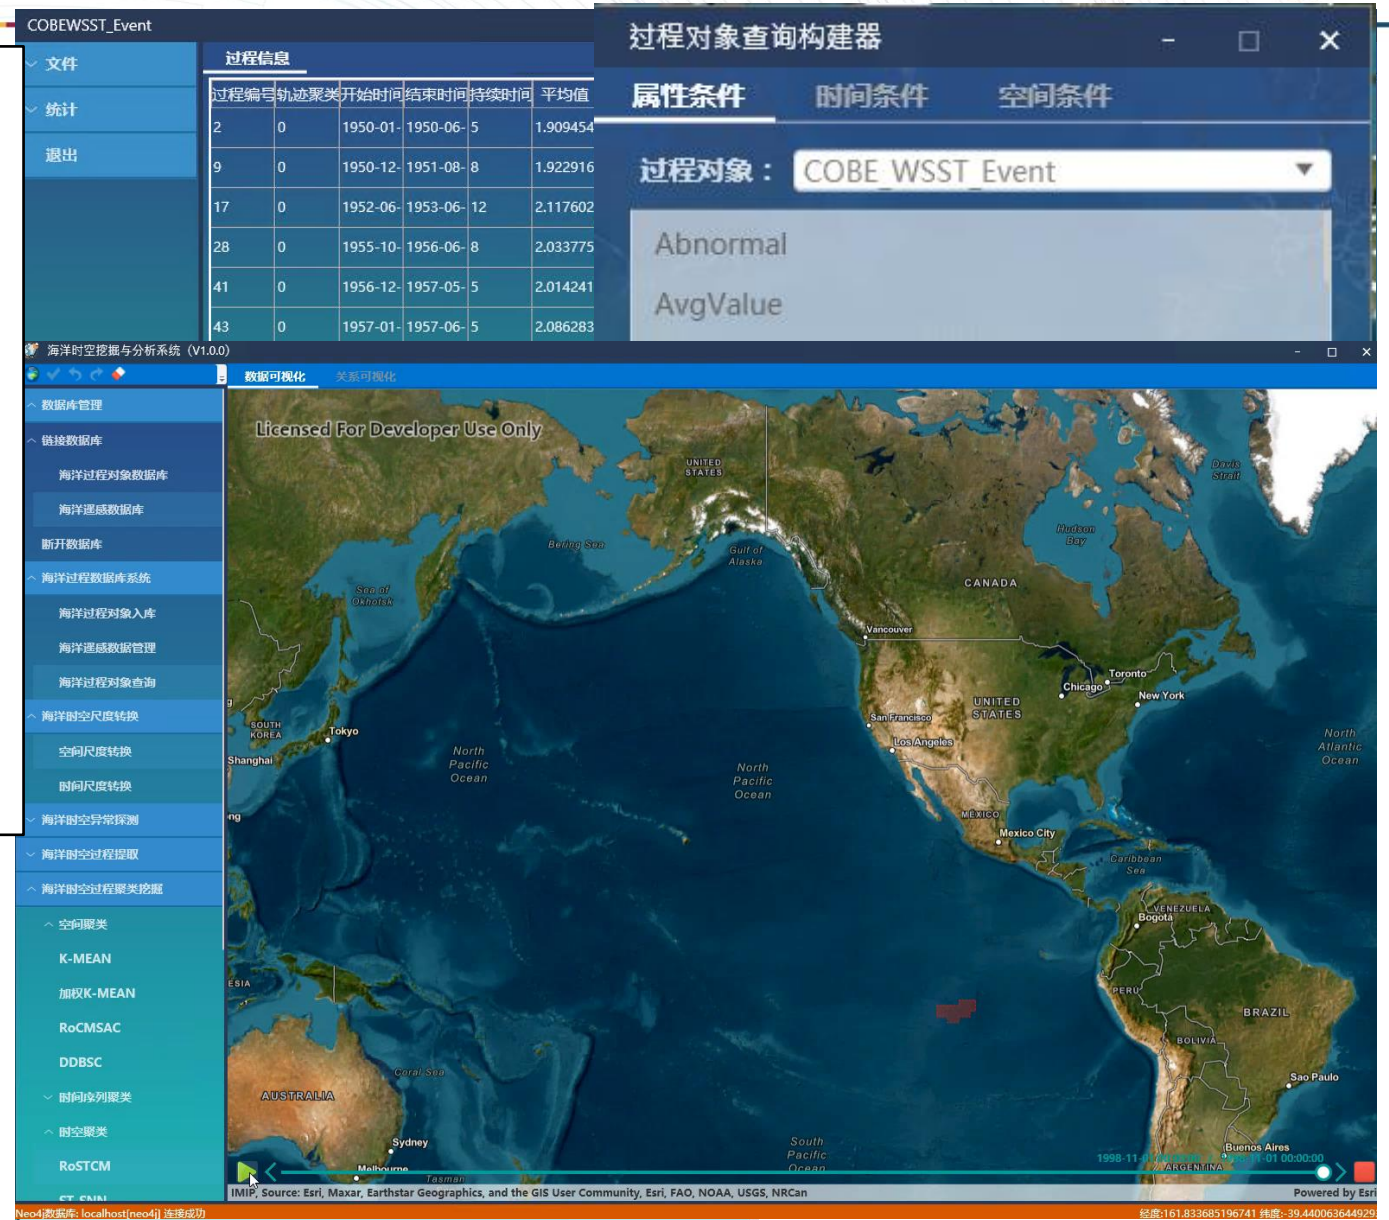 COBEWSST_Event
文件
统计
退出
过程信息
过程编号 轨迹聚类 开始时间 结束时间 持续时间 平均值
2 0 1950-01- 1950-06- 5 1.909454
9 0 1950-12- 1951-08- 8 1.922916
17 0 1952-06- 1953-06- 12 2.117602
28 0 1955-10- 1956-06- 8 2.033775
41 0 1956-12- 1957-05- 5 2.014241
43 0 1957-01- 1957-06- 5 2.086283
过程对象查询构建器
属性条件 时间条件 空间条件
过程对象： COBE_WSST_Event
Abnormal
AvgValue
海洋时空挖掘与分析系统（V1.0.0）
数据可视化 关系可视化
数据库管理
链接数据库
海洋过程对象数据库
海洋遥感数据库
断开数据库
海洋过程数据库系统
海洋过程对象入库
海洋遥感数据管理
海洋过程对象查询
海洋时空尺度转换
空间尺度转换
时间尺度转换
海洋时空异常探测
海洋时空过程提取
海洋时空过程聚类挖掘
空间聚类
K-MEAN
加权K-MEAN
RoCMSAC
DDBSC
时间序列聚类
时空聚类
RoSTCM
ST-SNN
Licensed For Developer Use Only
UNITED
STATES
Davis
Strait
Hudson
Bay
Bering Sea
Gulf of
Alaska
Sea of
Okhotsk
CANADA
Vancouver
Toronto
Chicago
New York
UNITED
STATES
San Francisco
Los Angeles
SOUTH
KOREA
Tokyo
Shanghai
North
Pacific
Ocean
North
Pacific
Ocean
North
Atlantic
Ocean
ng
MÉXICO
Mexico City
Caribbean
Sea
VENEZUELA
Bogotá
ESIA
PERÚ
BRAZIL
BOLIVIA
Coral Sea
AUSTRALIA
Sao Paulo
Sydney
South
Pacific
Ocean
Buenos Aires
ARGENTINA
Melbourne
Tasman
IMIP, Source: Esri, Maxar, Earthstar Geographics, and the GIS User Community, Esri, FAO, NOAA, USGS, NRCan
Powered by Esri
Neo4j数据库: localhost[neo4j] 连接成功
经度:161.833685196741 纬度:-39.4400636449293